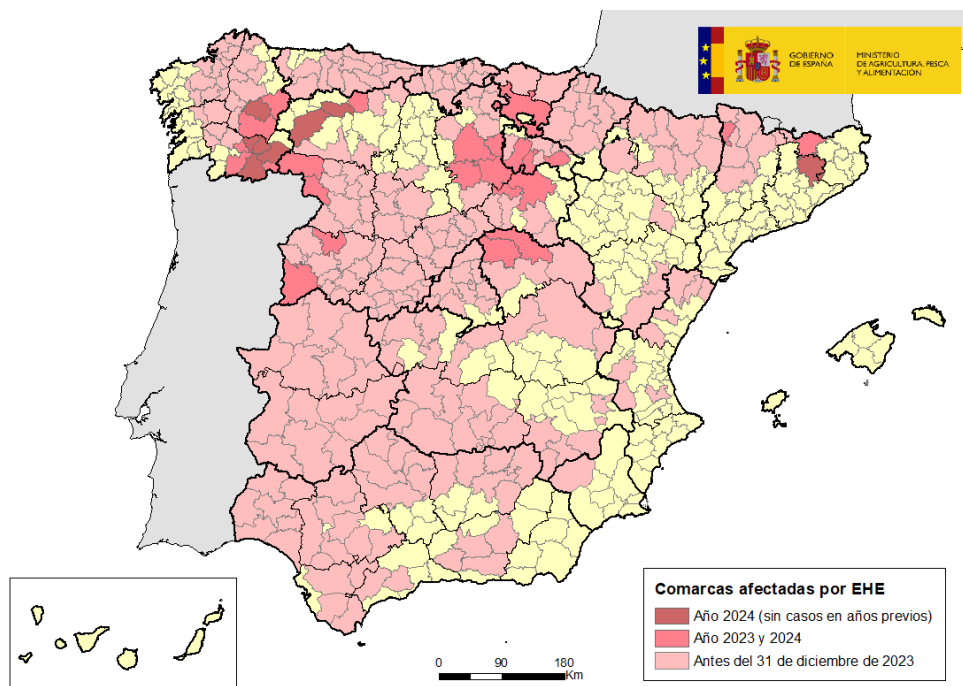 GOBIERNO
DE ESPAÑA
MINISTERIO
DE AGRICULTURA, PESCA
Y ALIMENTACIÓN
Comarcas afectadas por EHE
Año 2024 (sin casos en años previos)
Año 2023 y 2024
Antes del 31 de diciembre de 2023
0 90 180
Km